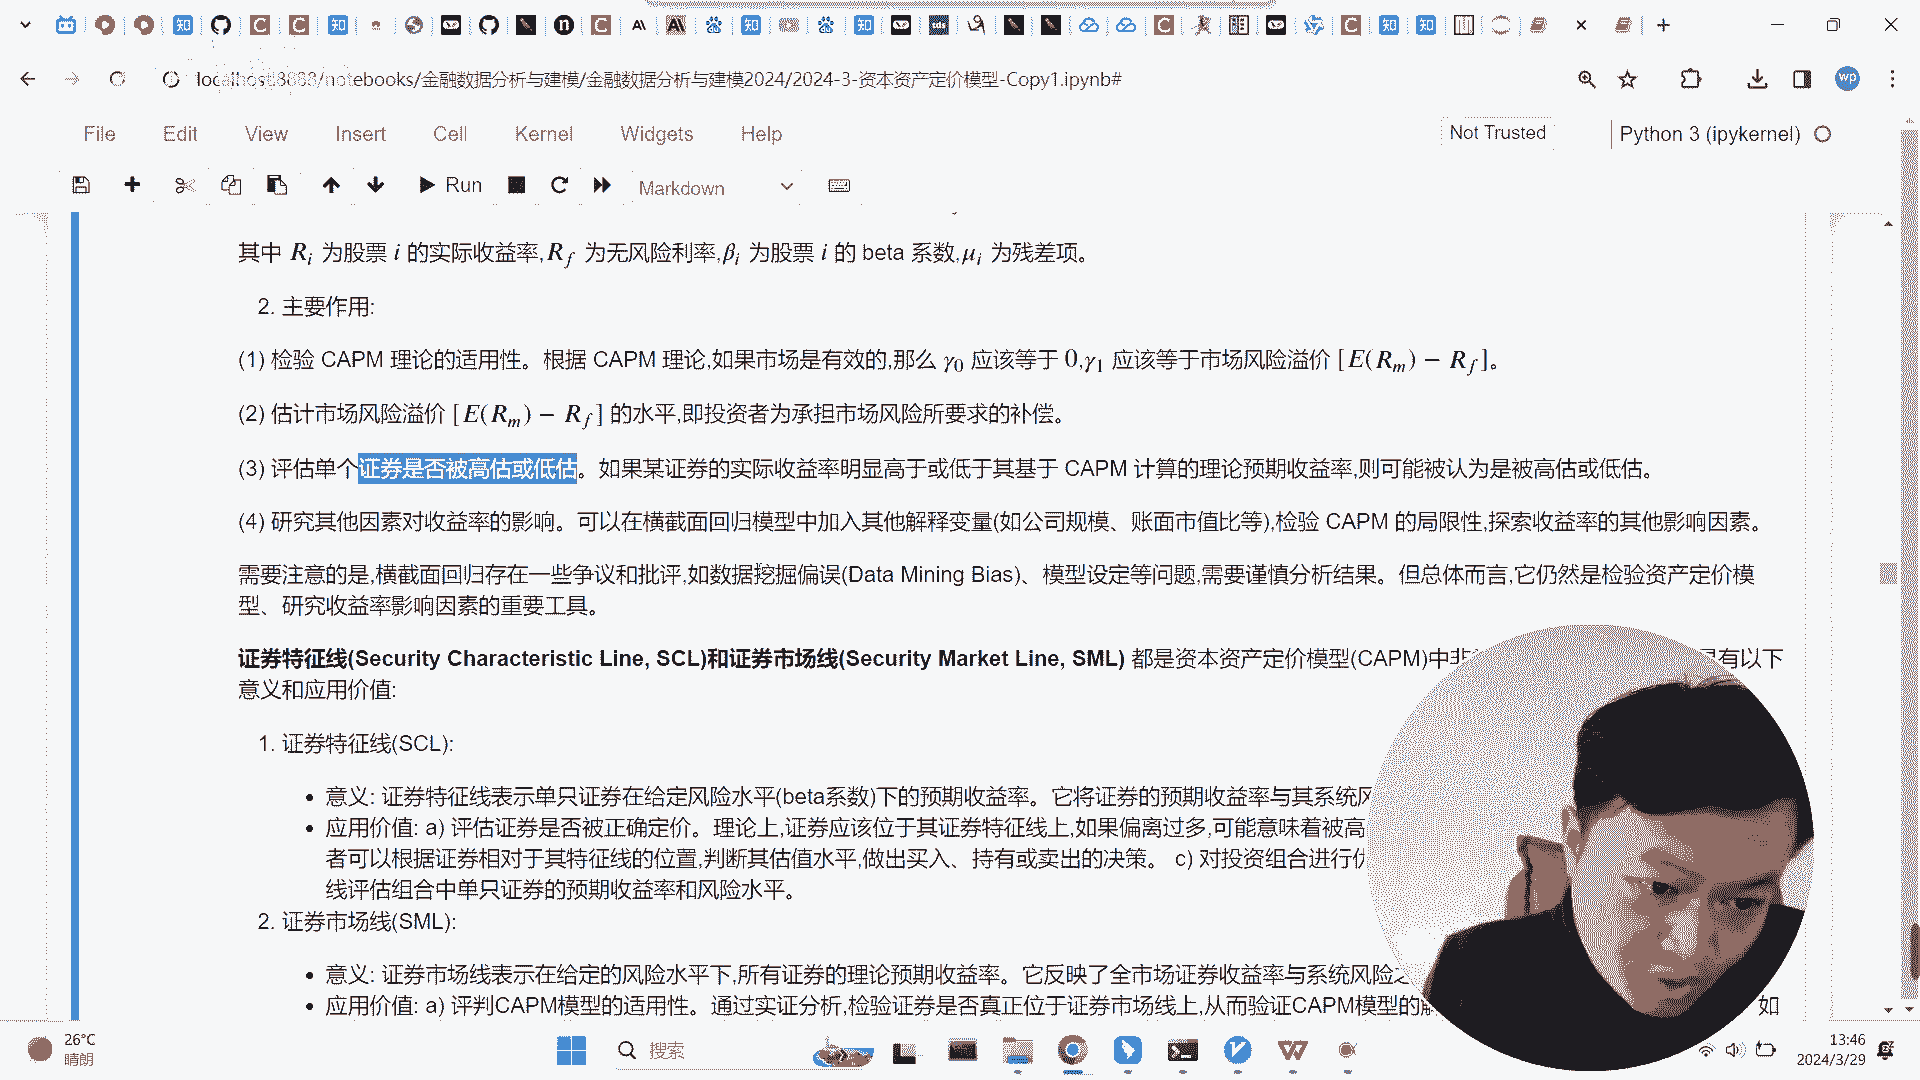 localhost:8888/notebooks/金融数据分析与建模/金融数据分析与建模2024/2024-3-资本资产定价模型-Copy1.ipynb#
wp
File Edit View Insert Cell Kernel Widgets Help
Not Trusted
Python 3 (ipykernel)
Run
Markdown
其中 R_i 为股票 i 的实际收益率,R_f 为无风险利率,β_i 为股票 i 的 beta 系数,μ_i 为残差项。
2. 主要作用:
(1) 检验 CAPM 理论的适用性。根据 CAPM 理论,如果市场是有效的,那么 γ_0 应该等于 0,γ_1 应该等于市场风险溢价 [E(R_m) − R_f]。
(2) 估计市场风险溢价 [E(R_m) − R_f] 的水平,即投资者为承担市场风险所要求的补偿。
(3) 评估单个证券是否被高估或低估。如果某证券的实际收益率明显高于或低于其基于 CAPM 计算的理论预期收益率,则可能被认为是被高估或低估。
(4) 研究其他因素对收益率的影响。可以在横截面回归模型中加入其他解释变量(如公司规模、账面市值比等),检验 CAPM 的局限性,探索收益率的其他影响因素。
需要注意的是,横截面回归存在一些争议和批评,如数据挖掘偏误(Data Mining Bias)、模型设定等问题,需要谨慎分析结果。但总体而言,它仍然是检验资产定价模
型、研究收益率影响因素的重要工具。
证券特征线(Security Characteristic Line, SCL)和证券市场线(Security Market Line, SML) 都是资本资产定价模型(CAPM)中非 有以下
意义和应用价值:
1. 证券特征线(SCL):
• 意义: 证券特征线表示单只证券在给定风险水平(beta系数)下的预期收益率。它将证券的预期收益率与其系统风
• 应用价值: a) 评估证券是否被正确定价。理论上,证券应该位于其证券特征线上,如果偏离过多,可能意味着被高
者可以根据证券相对于其特征线的位置,判断其估值水平,做出买入、持有或卖出的决策。 c) 对投资组合进行
线评估组合中单只证券的预期收益率和风险水平。
2. 证券市场线(SML):
• 意义: 证券市场线表示在给定的风险水平下,所有证券的理论预期收益率。它反映了全市场证券收益率与系统风险
• 应用价值: a) 评判CAPM模型的适用性。通过实证分析,检验证券是否真正位于证券市场线上,从而验证CAPM模型的 如
26°C
晴朗
搜索
13:46
2024/3/29